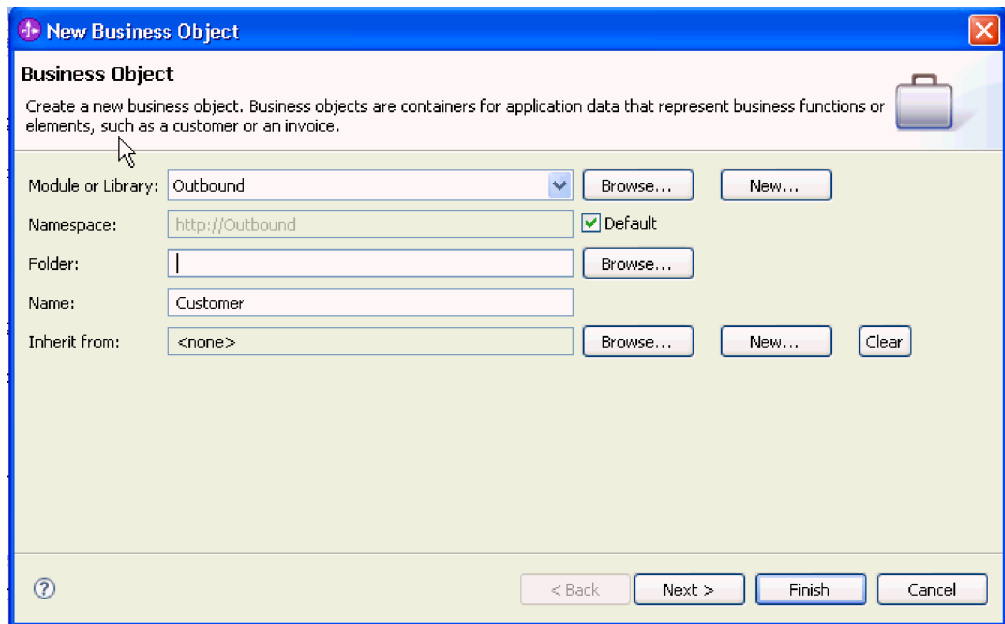 New Business Object
Business Object
Create a new business object. Business objects are containers for application data that represent business functions or
elements, such as a customer or an invoice.
Module or Library: Outbound Browse... New...
Namespace: http://Outbound Default
Folder: Browse...
Name: Customer
Inherit from: <none> Browse... New... Clear
? < Back Next > Finish Cancel